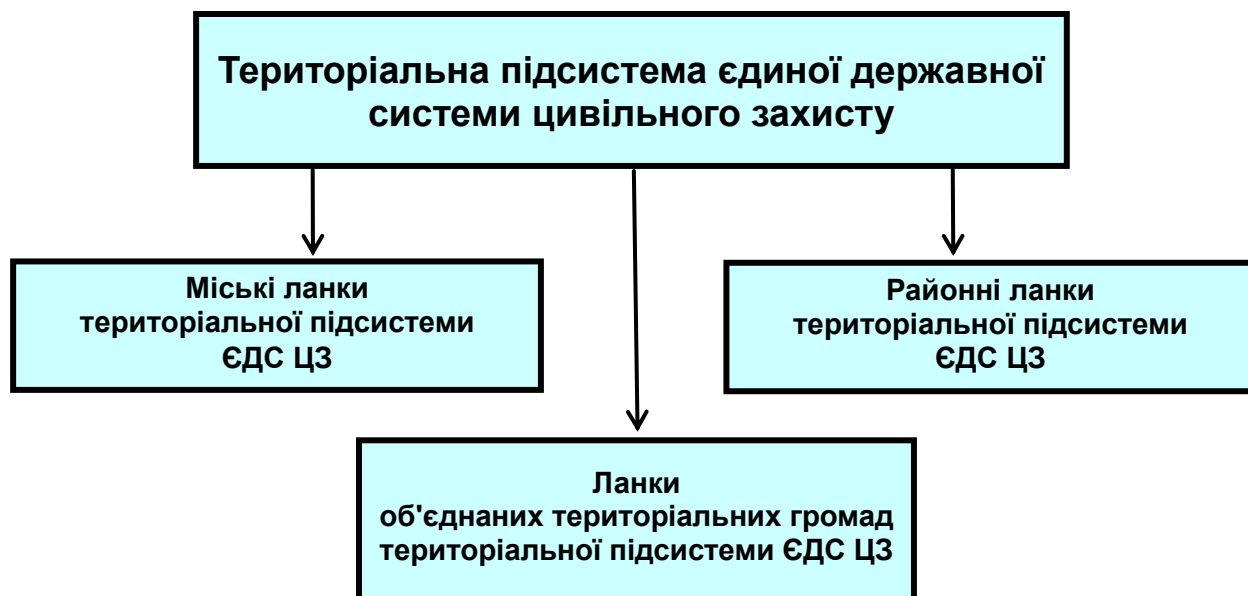 Територіальна підсистема єдиної державної
системи цивільного захисту
Міські ланки
територіальної підсистеми
ЄДС ЦЗ
Районні ланки
територіальної підсистеми
ЄДС ЦЗ
Ланки
об'єднаних територіальних громад
територіальної підсистеми ЄДС ЦЗ